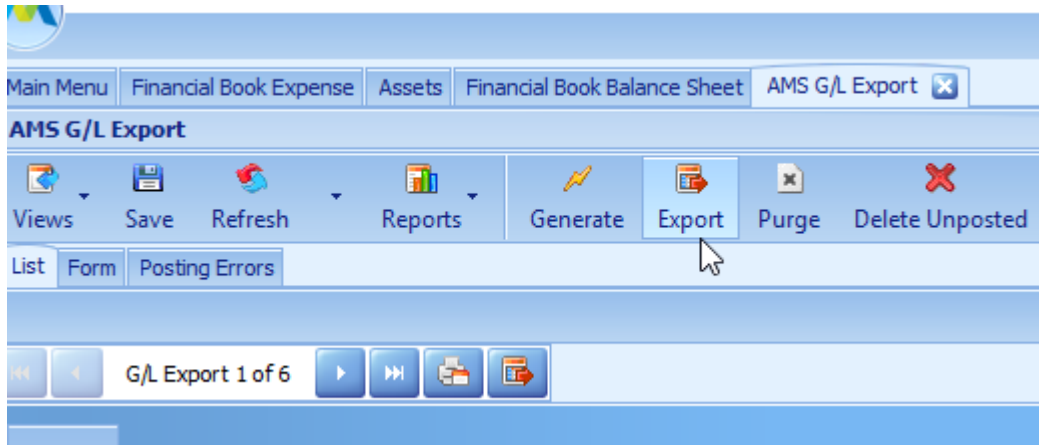 Main Menu Financial Book Expense Assets Financial Book Balance Sheet AMS G/L Export
AMS G/L Export
Views Save Refresh Reports Generate Export Purge Delete Unposted
List Form Posting Errors
G/L Export 1 of 6